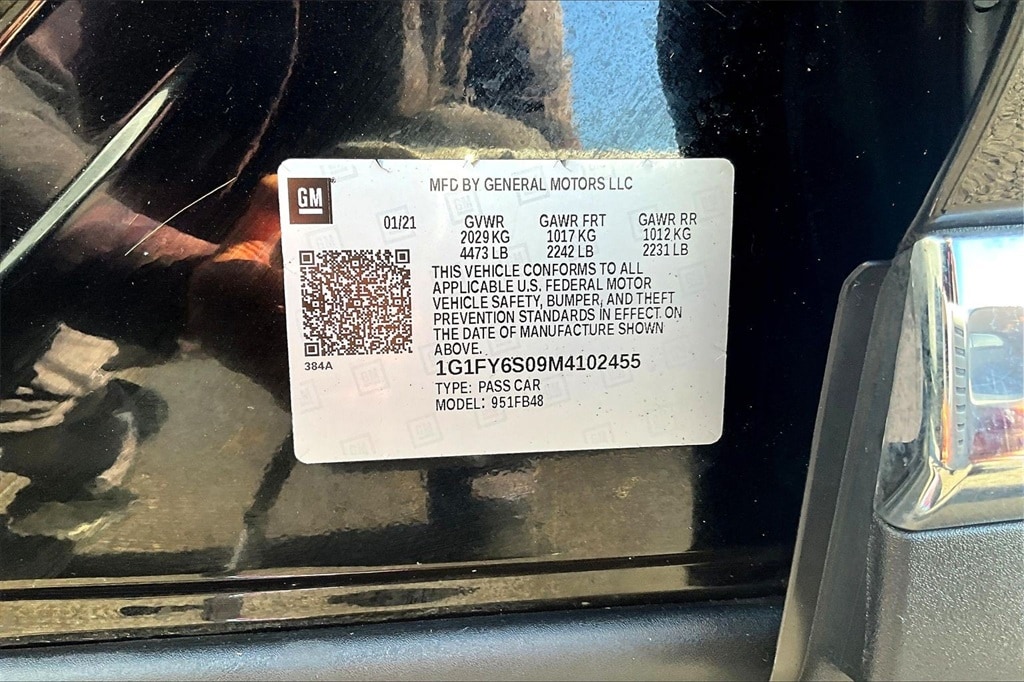 GM
MFD BY GENERAL MOTORS LLC
01/21 GVWR GAWR FRT GAWR RR
2029 KG 1017 KG 1012 KG
4473 LB 2242 LB 2231 LB
THIS VEHICLE CONFORMS TO ALL
APPLICABLE U.S. FEDERAL MOTOR
VEHICLE SAFETY, BUMPER, AND THEFT
PREVENTION STANDARDS IN EFFECT ON
THE DATE OF MANUFACTURE SHOWN
ABOVE.
384A
1G1FY6S09M4102455
TYPE: PASS CAR
MODEL: 951FB48